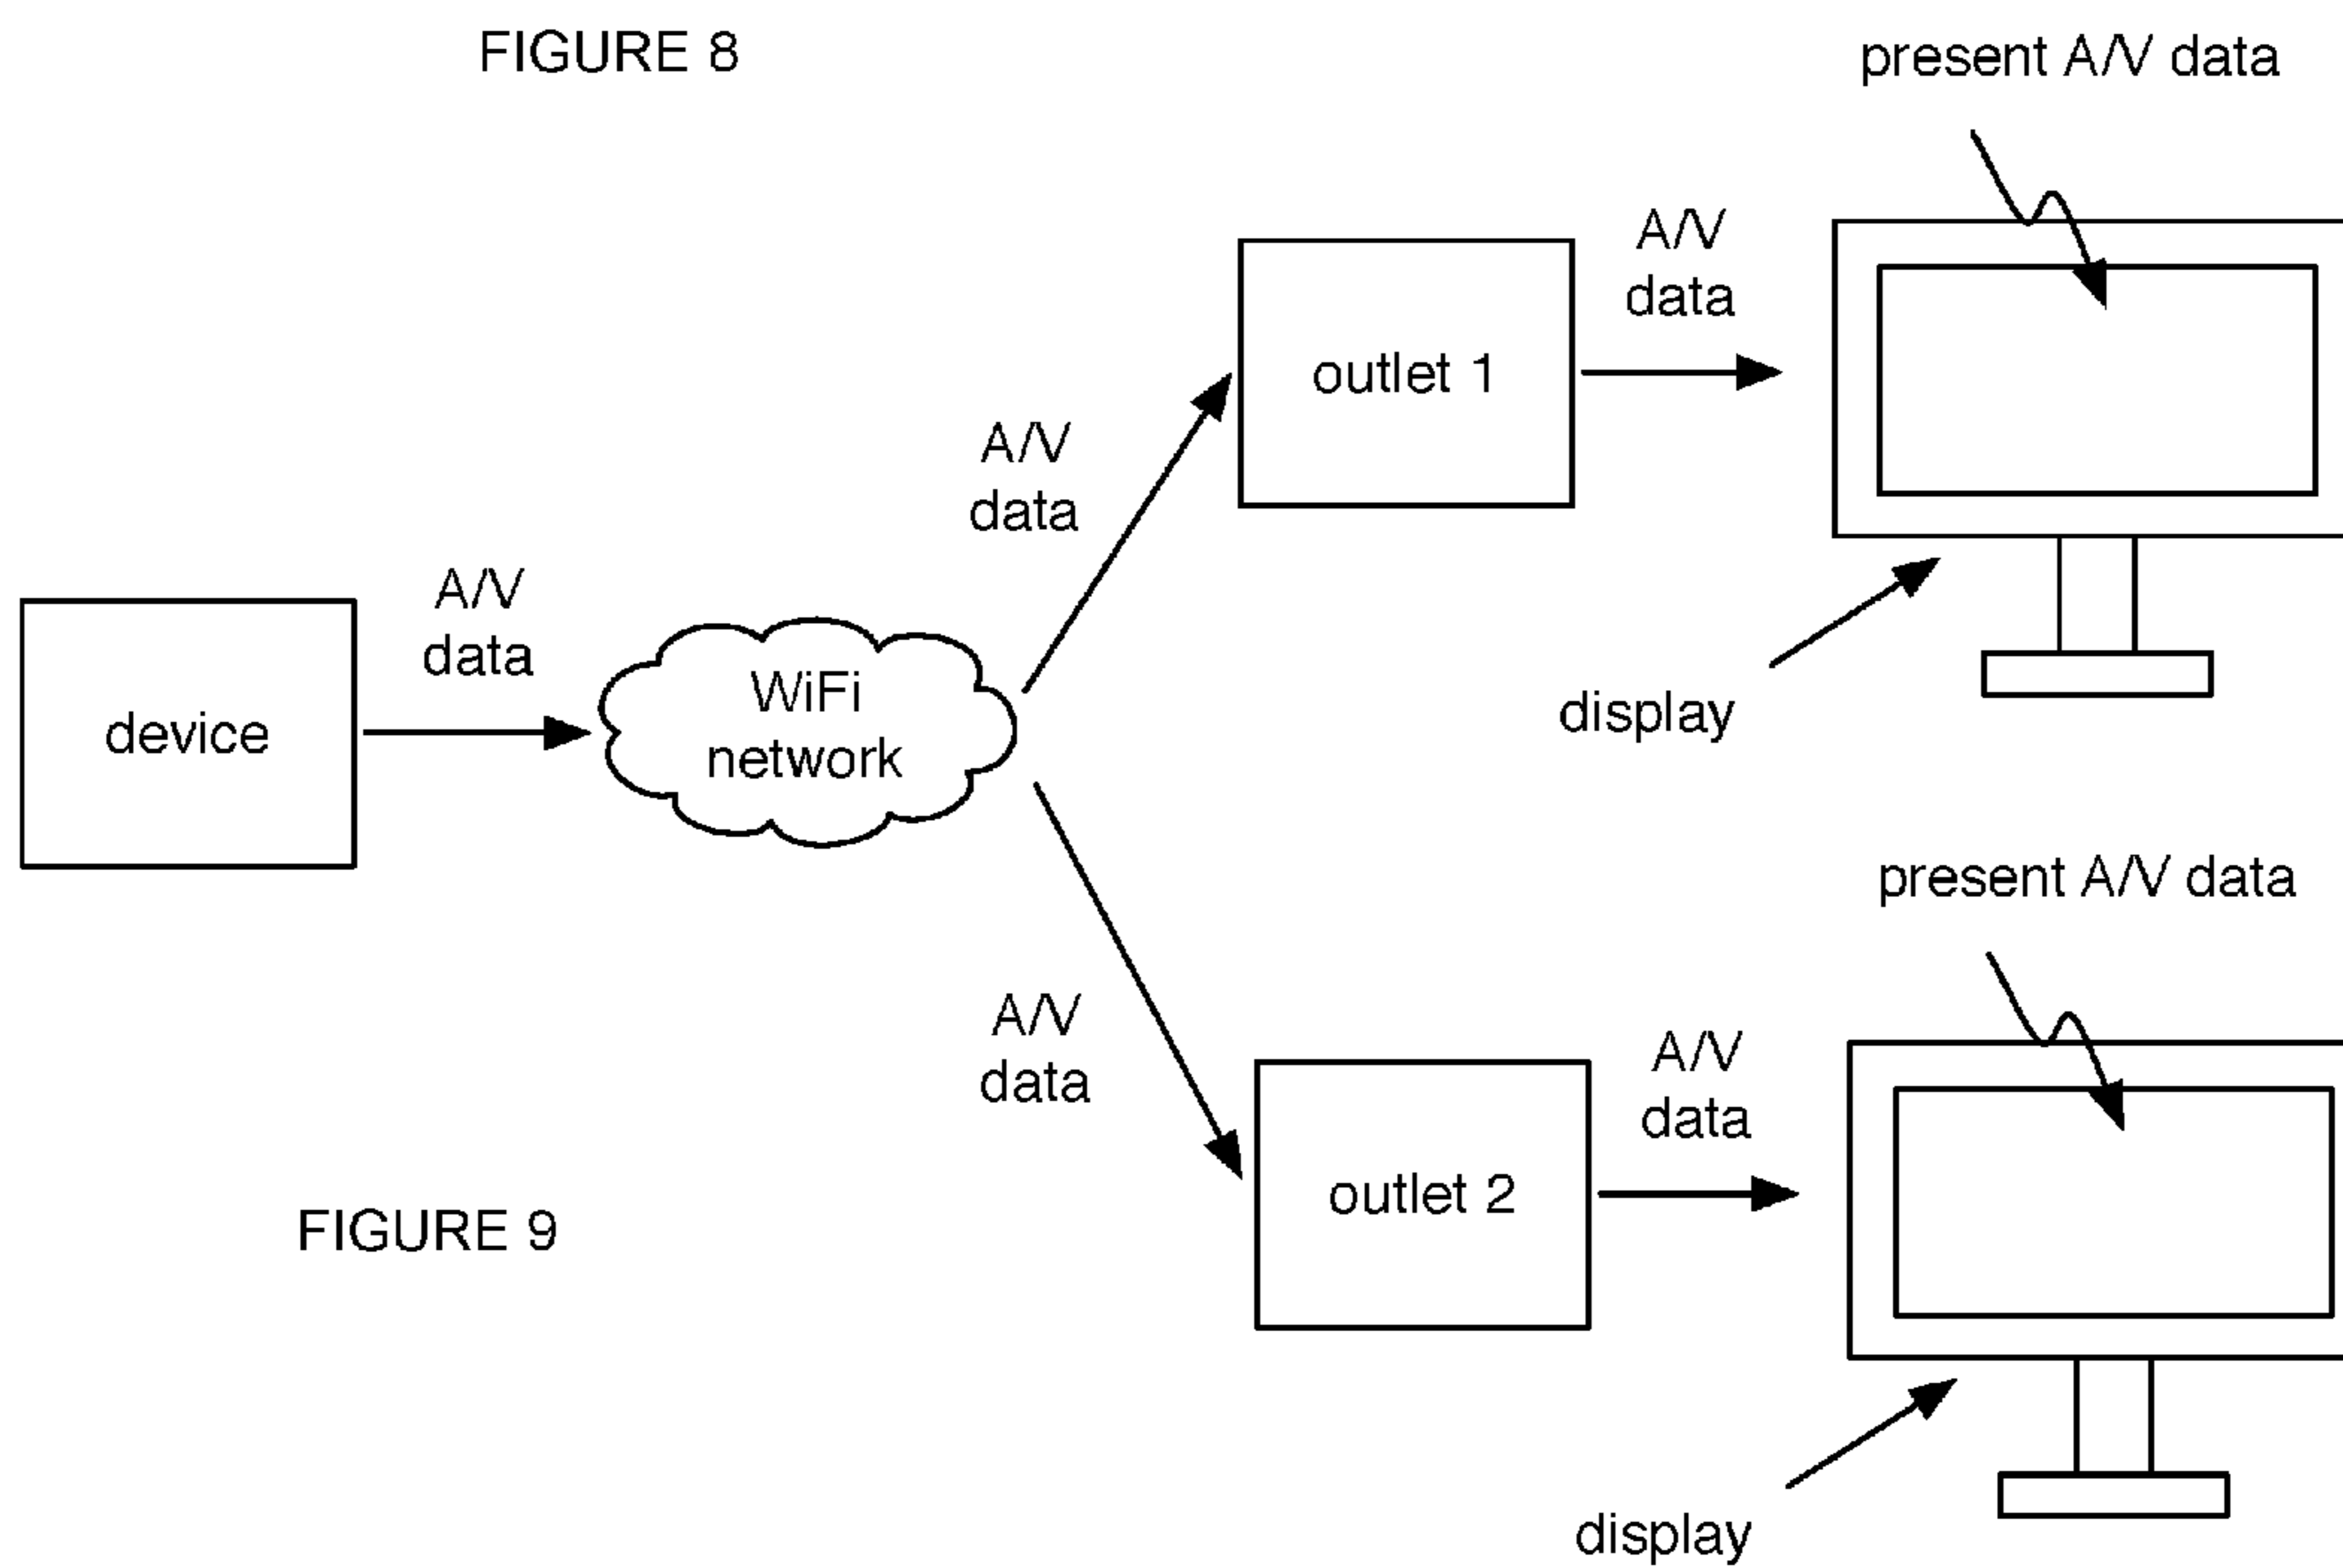 FIGURE 8
present A/V data
A/V
data
outlet 1
A/V
data
A/V
data
device
WiFi
network
display
present A/V data
A/V
data
A/V
data
outlet 2
FIGURE 9
display